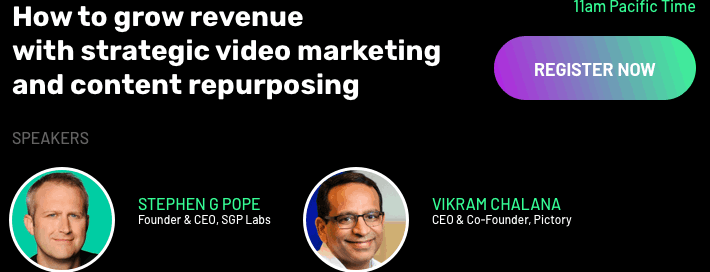 11am Pacific Time
How to grow revenue
with strategic video marketing
and content repurposing
REGISTER NOW
SPEAKERS
STEPHEN G POPE
Founder & CEO, SGP Labs
VIKRAM CHALANA
CEO & Co-Founder, Pictory